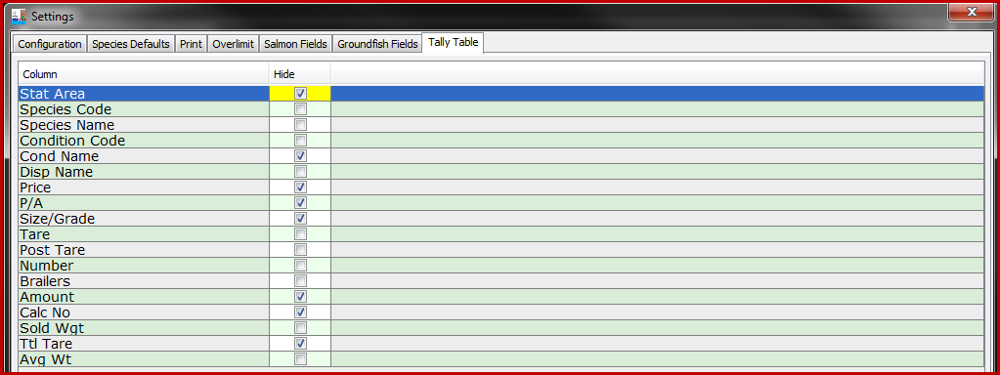 Settings
Configuration Species Defaults Print Overlimit Salmon Fields Groundfish Fields Tally Table
Column Hide
Stat Area
Species Code
Species Name
Condition Code
Cond Name
Disp Name
Price
P/A
Size/Grade
Tare
Post Tare
Number
Brailers
Amount
Calc No
Sold Wgt
Ttl Tare
Avg Wt